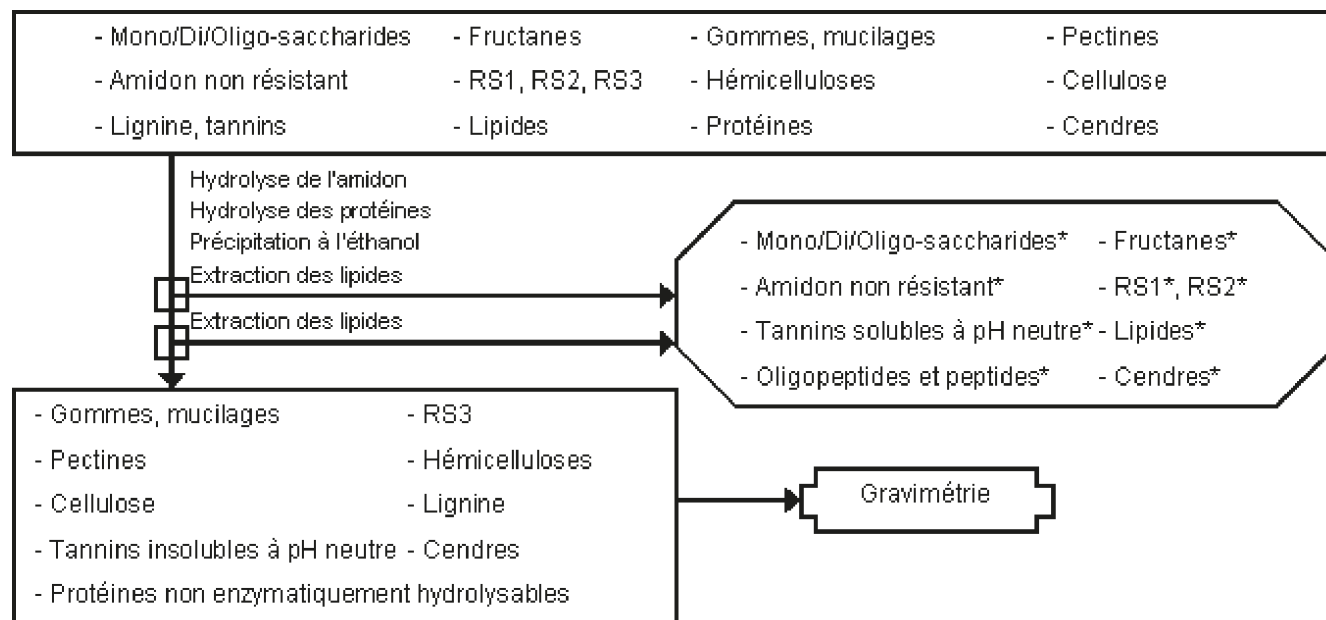 - Mono/Di/Oligo-saccharides - Fructanes - Gommes, mucilages - Pectines
- Amidon non résistant - RS1, RS2, RS3 - Hémicelluloses - Cellulose
- Lignine, tannins - Lipides - Protéines - Cendres
Hydrolyse de l'amidon
Hydrolyse des protéines
Précipitation à l'éthanol
Extraction des lipides
Extraction des lipides
- Mono/Di/Oligo-saccharides* - Fructanes*
- Amidon non résistant* - RS1*, RS2*
- Tannins solubles à pH neutre* - Lipides*
- Oligopeptides et peptides* - Cendres*
- Gommes, mucilages - RS3
- Pectines - Hémicelluloses
- Cellulose - Lignine
- Tannins insolubles à pH neutre - Cendres
- Protéines non enzymatiquement hydrolysables
Gravimétrie